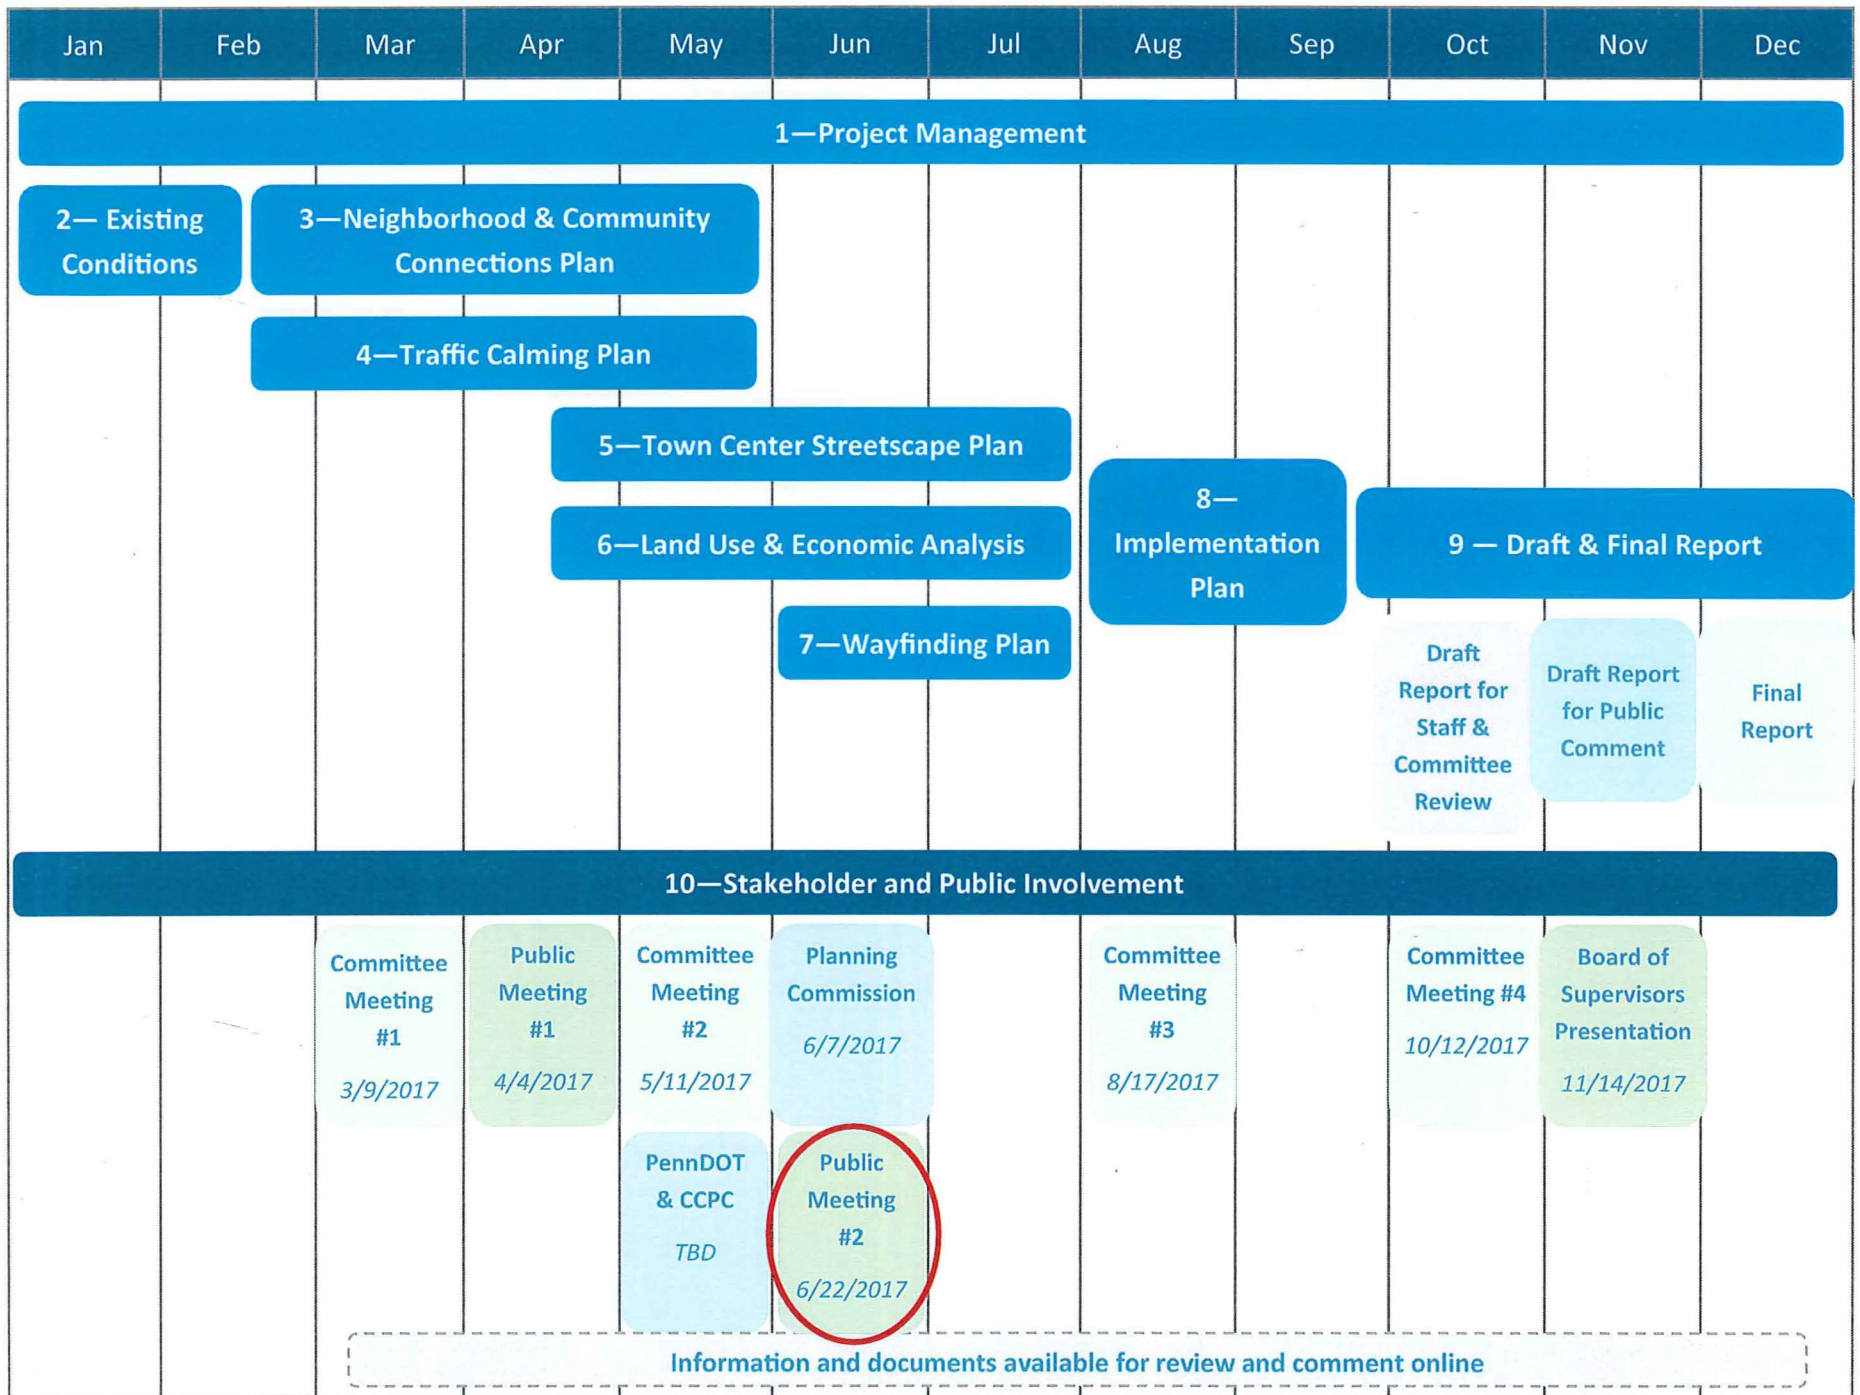 Jan Feb Mar Apr May Jun Jul Aug Sep Oct Nov Dec
1—Project Management
2— Existing
Conditions
3—Neighborhood & Community
Connections Plan
4—Traffic Calming Plan
5—Town Center Streetscape Plan
6—Land Use & Economic Analysis
7—Wayfinding Plan
8—
Implementation
Plan
9 — Draft & Final Report
Draft
Report for
Staff &
Committee
Review
Draft Report
for Public
Comment
Final
Report
10—Stakeholder and Public Involvement
Committee
Meeting
#1
3/9/2017
Public
Meeting
#1
4/4/2017
Committee
Meeting
#2
5/11/2017
PennDOT
& CCPC
TBD
Planning
Commission
6/7/2017
Public
Meeting
#2
6/22/2017
Committee
Meeting
#3
8/17/2017
Committee
Meeting #4
10/12/2017
Board of
Supervisors
Presentation
11/14/2017
Information and documents available for review and comment online